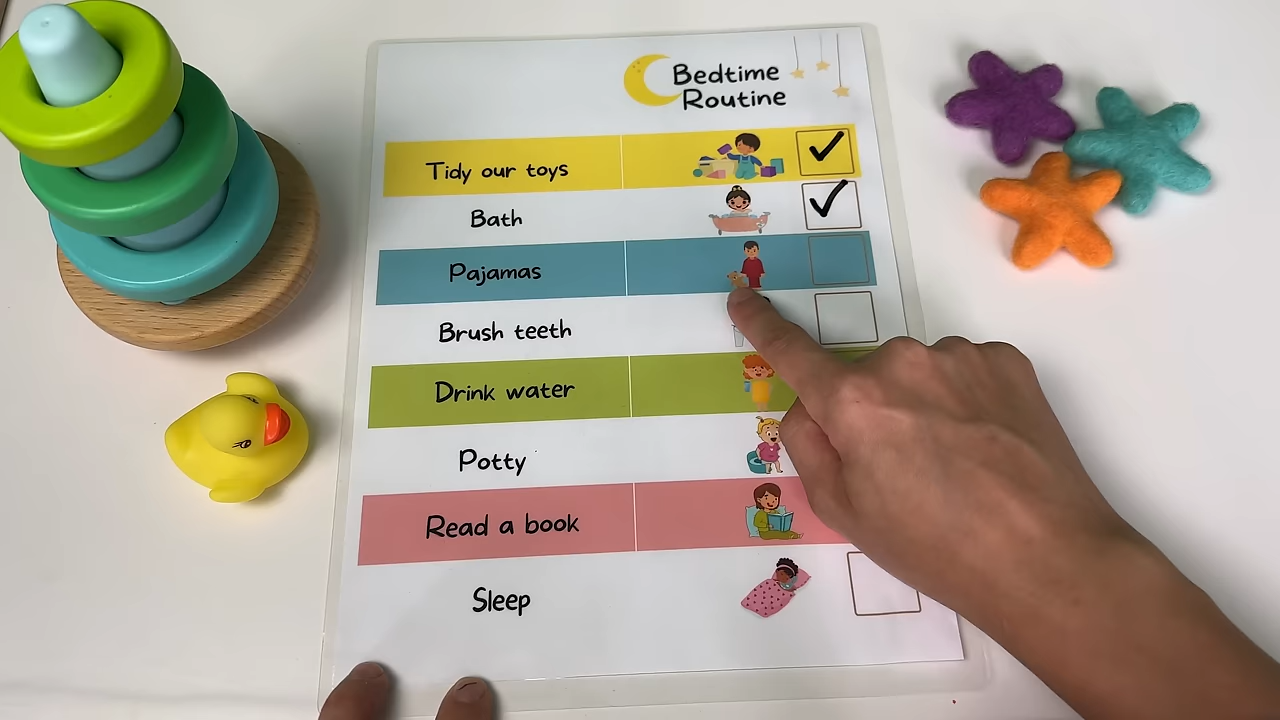 Bedtime
Routine
Tidy our toys
Bath
Pajamas
Brush teeth
Drink water
Potty
Read a book
Sleep